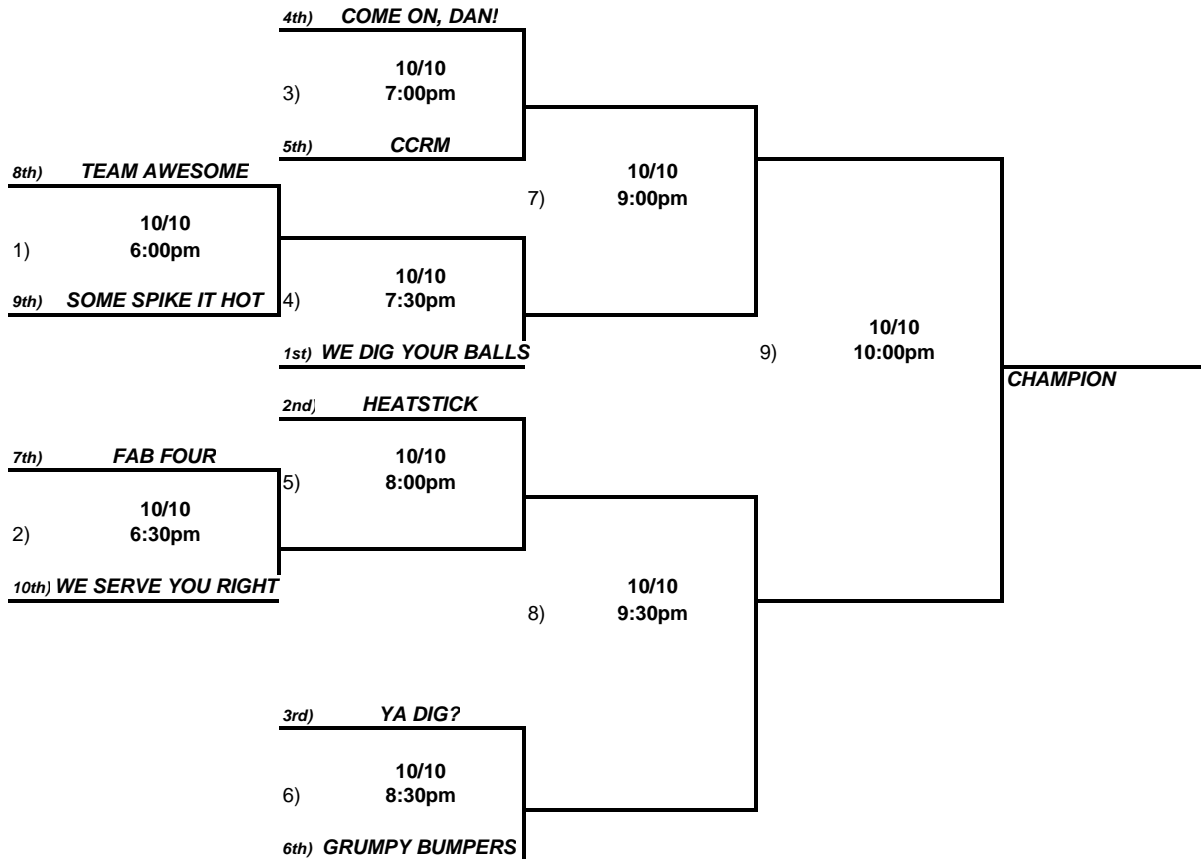 4th) COME ON, DAN!
10/10
3) 7:00pm
5th) CCRM
8th) TEAM AWESOME
10/10
7) 9:00pm
10/10
1) 6:00pm
10/10
9th) SOME SPIKE IT HOT 4) 7:30pm
10/10
1st) WE DIG YOUR BALLS 9) 10:00pm
CHAMPION
2nd) HEATSTICK
7th) FAB FOUR 10/10
5) 8:00pm
10/10
2) 6:30pm
10th) WE SERVE YOU RIGHT 10/10
8) 9:30pm
3rd) YA DIG?
10/10
6) 8:30pm
6th) GRUMPY BUMPERS